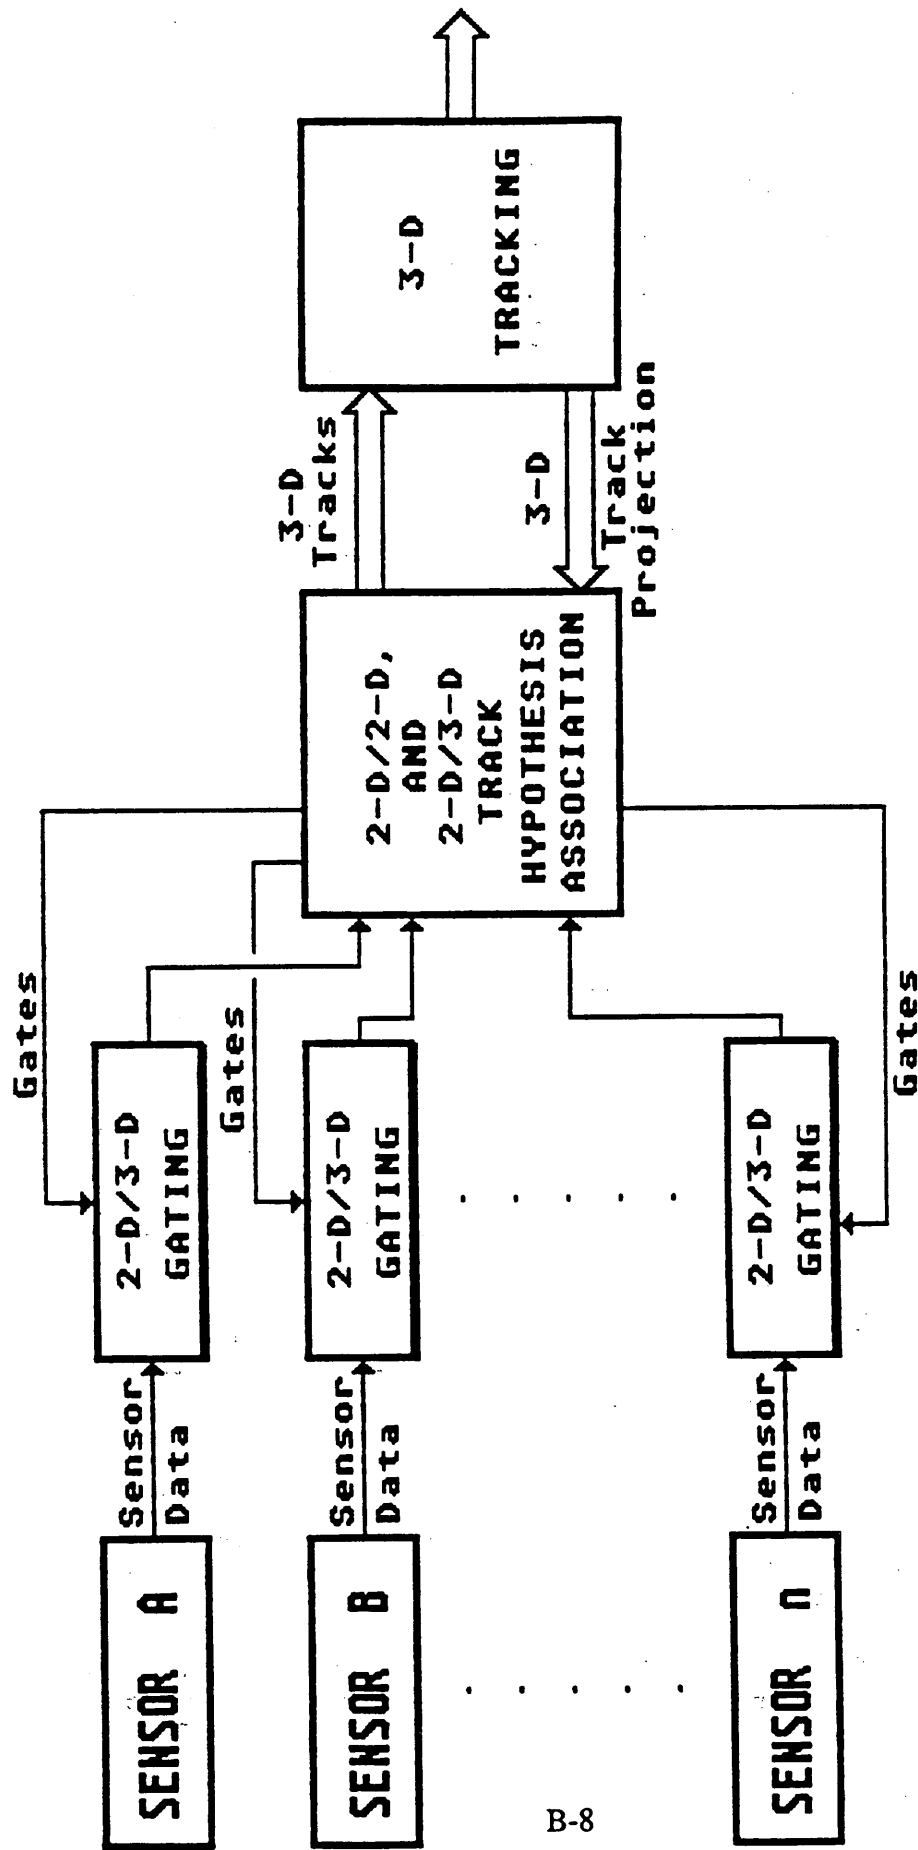 SENSOR A
Sensor
Data
2-D/3-D
GATING
Gates
SENSOR B
Sensor
Data
2-D/3-D
GATING
Gates
. . . . .
. . . . .
SENSOR n
Sensor
Data
2-D/3-D
GATING
Gates
2-D/2-D,
AND
2-D/3-D
TRACK
HYPOTHESIS
ASSOCIATION
3-D
Tracks
3-D
Track
Projection
3-D
TRACKING
B-8